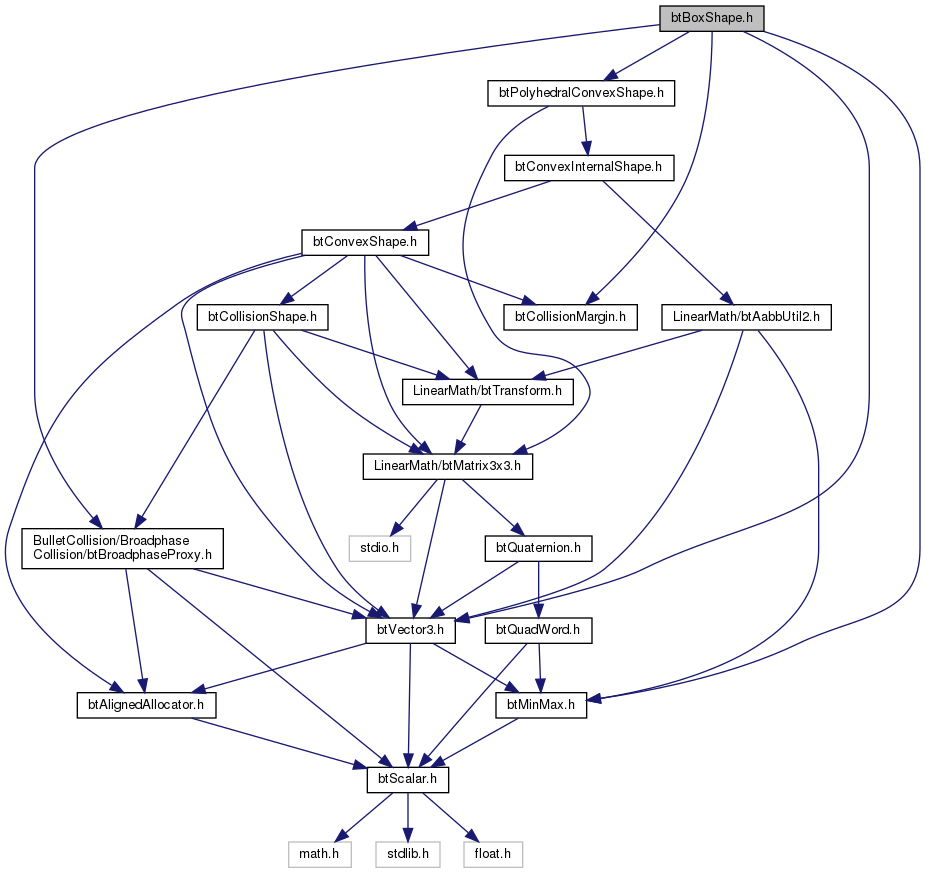 btBoxShape.h
btPolyhedralConvexShape.h
btConvexInternalShape.h
btConvexShape.h
btCollisionShape.h
btCollisionMargin.h
LinearMath/btAabbUtil2.h
LinearMath/btTransform.h
LinearMath/btMatrix3x3.h
BulletCollision/Broadphase
Collision/btBroadphaseProxy.h
stdio.h
btQuaternion.h
btVector3.h
btQuadWord.h
btAlignedAllocator.h
btMinMax.h
btScalar.h
math.h
stdlib.h
float.h